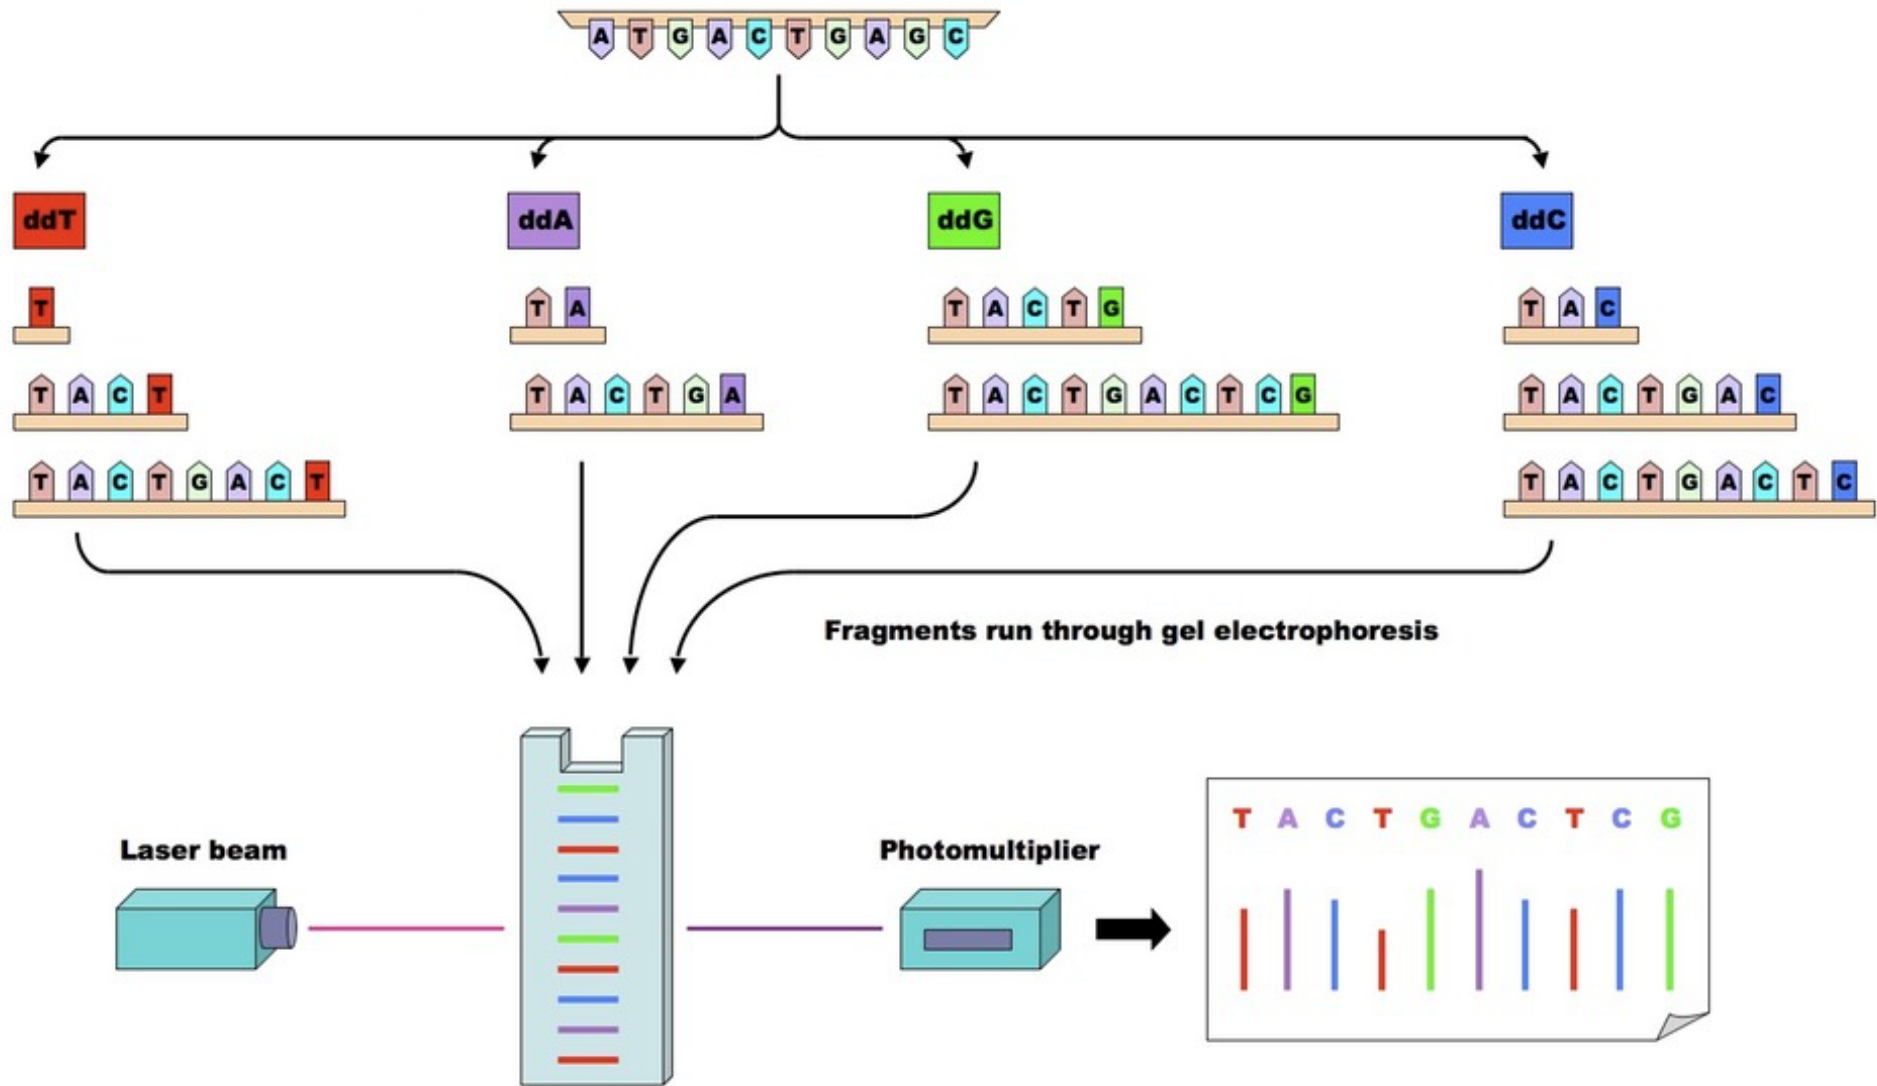 A T G A C T G A G C
ddT ddA ddG ddC
T
T A C T
T A C T G A C T
T A
T A C T G A
T A C T G
T A C T G A C T C G
T A C
T A C T G A C
T A C T G A C T C
Fragments run through gel electrophoresis
Laser beam
Photomultiplier
T A C T G A C T C G